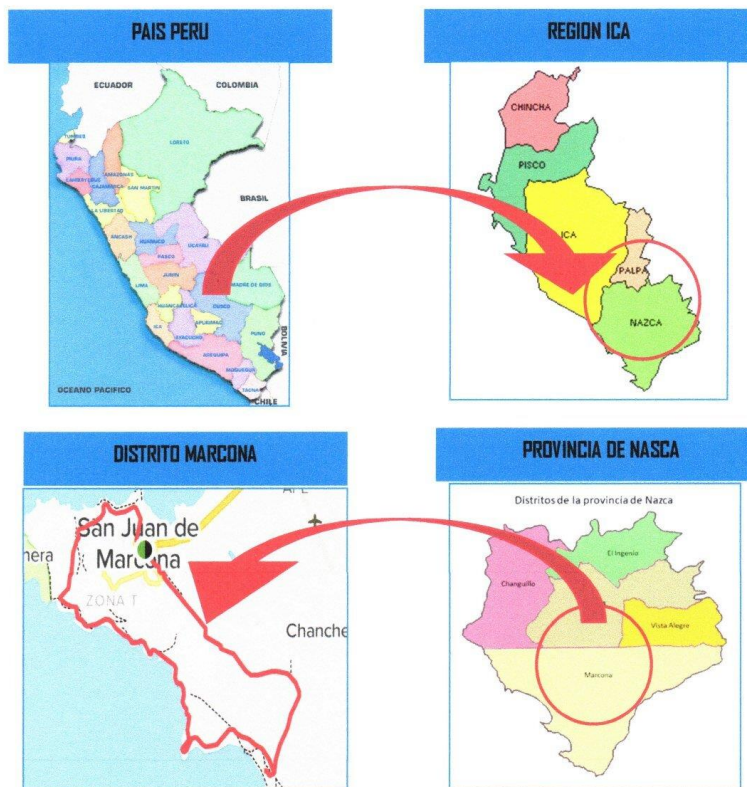 PAIS PERU
ECUADOR
COLOMBIA
TUMBES
LORETO
PIURA
AMAZONAS
LAMBAYEQUE
CAJAMARCA
SAN MARTIN
LA LIBERTAD
BRASIL
ANCASH
HUANUCO
UCAYALI
PASCO
JUNIN
LIMA
MADRE DE DIOS
HUANCAVELICA
CUSCO
ICA
APURIMAC
AYACUCHO
PUNO
BOLIVIA
AREQUIPA
MOQUEGUA
TACNA
OCEANO PACIFICO
CHILE
REGION ICA
CHINCHA
PISCO
ICA
PALPA
NAZCA
DISTRITO MARCONA
San Juan de
Marcona
nera
ZONA T
Chanche
PROVINCIA DE NASCA
Distritos de la provincia de Nazca
El Ingenio
Changuillo
Vista Alegre
Marcona